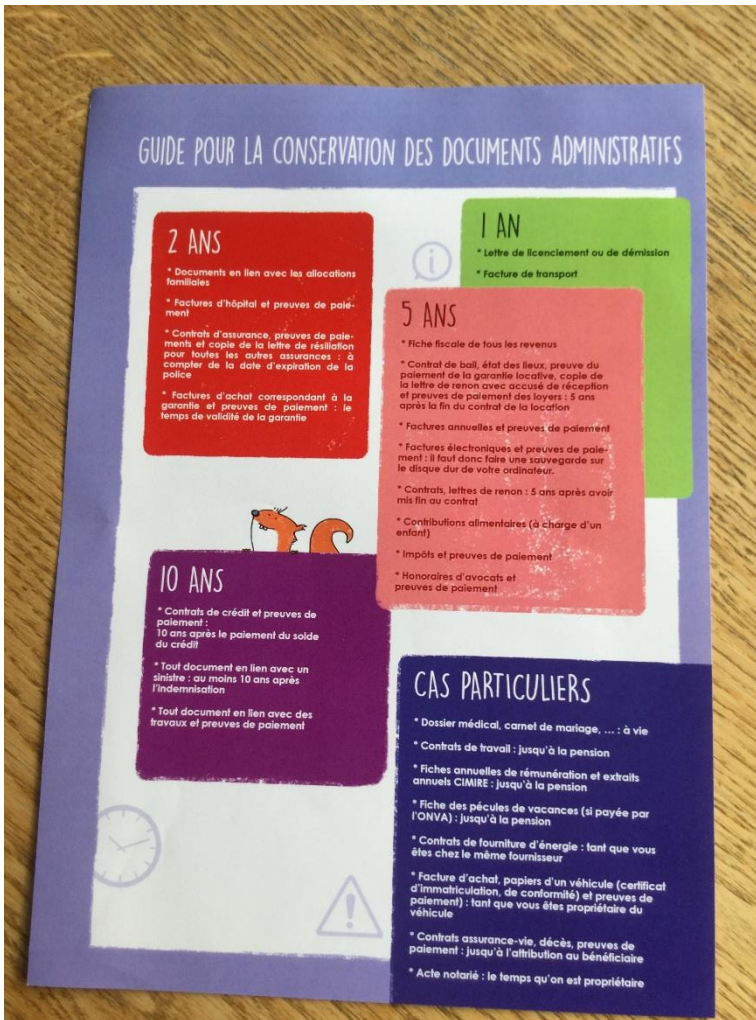 GUIDE POUR LA CONSERVATION DES DOCUMENTS ADMINISTRATIFS
2 ANS
* Documents en lien avec les allocations
familiales
* Factures d'hôpital et preuves de paie-
ment
* Contrats d'assurance, preuves de paie-
ments et copie de la lettre de résiliation
pour toutes les autres assurances : à
compter de la date d'expiration de la
police
* Factures d'achat correspondant à la
garantie et preuves de paiement : le
temps de validité de la garantie
1 AN
* Lettre de licenciement ou de démission
* Facture de transport
5 ANS
* Fiche fiscale de tous les revenus
* Contrat de bail, état des lieux, preuve du
paiement de la garantie locative, copie de
la lettre de renon avec accusé de réception
et preuves de paiement des loyers : 5 ans
après la fin du contrat de la location
* Factures annuelles et preuves de paiement
* Factures électroniques et preuves de paie-
ment : il faut donc faire une sauvegarde sur
le disque dur de votre ordinateur.
* Contrats, lettres de renon : 5 ans après avoir
mis fin au contrat
* Contributions alimentaires (à charge d'un
enfant)
* Impôts et preuves de paiement
* Honoraires d'avocats et
preuves de paiement
10 ANS
* Contrats de crédit et preuves de
paiement :
10 ans après le paiement du solde
du crédit
* Tout document en lien avec un
sinistre : au moins 10 ans après
l'indemnisation
* Tout document en lien avec des
travaux et preuves de paiement
CAS PARTICULIERS
* Dossier médical, carnet de mariage, ... : à vie
* Contrats de travail : jusqu'à la pension
* Fiches annuelles de rémunération et extraits
annuels CIMIRE : jusqu'à la pension
* Fiche des pécules de vacances (si payée par
l'ONVA) : jusqu'à la pension
* Contrats de fourniture d'énergie : tant que vous
êtes chez le même fournisseur
* Facture d'achat, papiers d'un véhicule (certificat
d'immatriculation, de conformité) et preuves de
paiement) : tant que vous êtes propriétaire du
véhicule
* Contrats assurance-vie, décès, preuves de
paiement : jusqu'à l'attribution au bénéficiaire
* Acte notarié : le temps qu'on est propriétaire